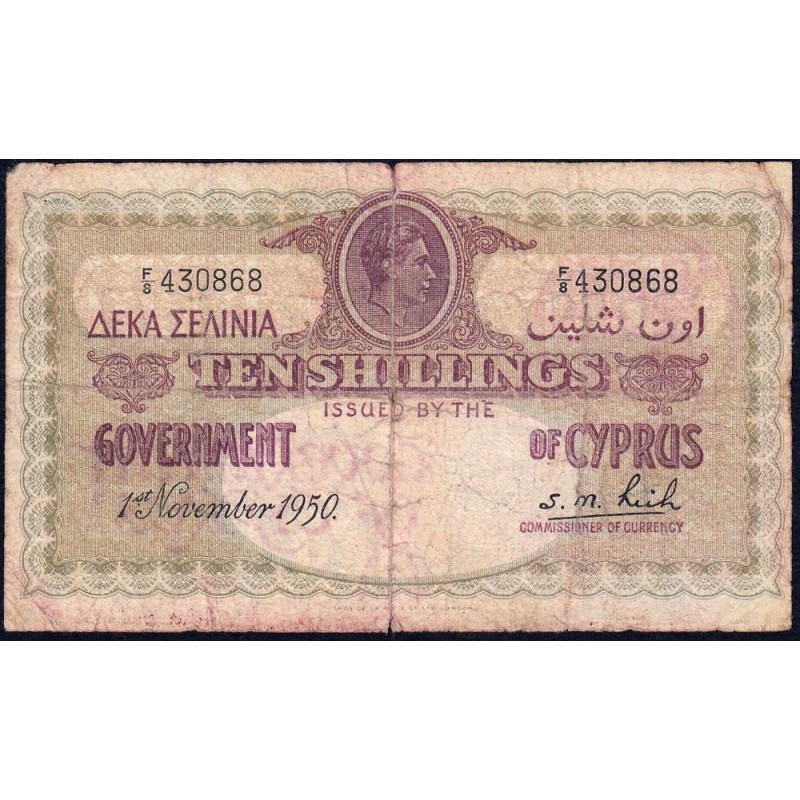 F/8 430868 F/8 430868
ΔΕΚΑ ΣΕΛΙΝΙΑ اون شلين
TEN SHILLINGS
ISSUED BY THE
GOVERNMENT OF CYPRUS
1st November 1950. S. M. 
COMMISSIONER OF CURRENCY
LONDON